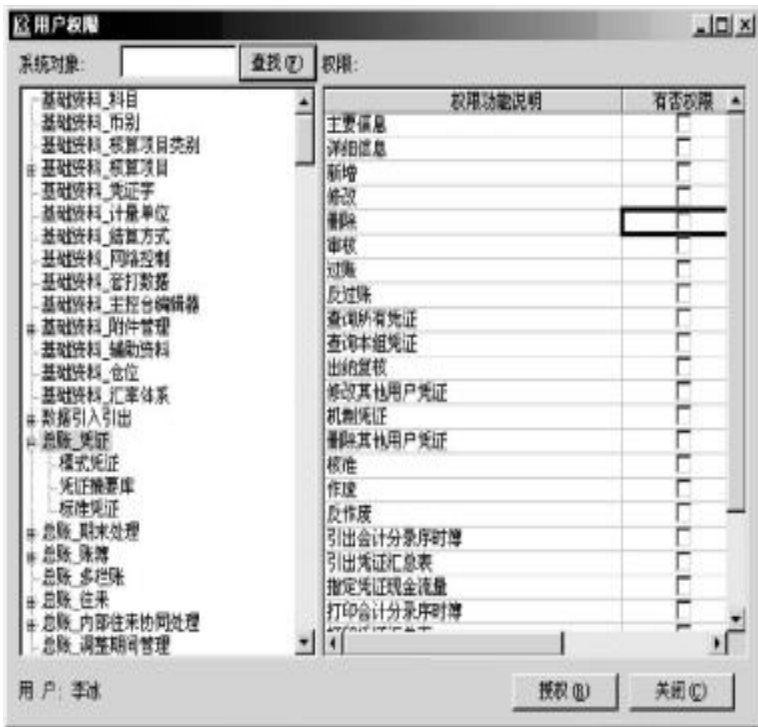 用户权限
系统对象:
查找(F)
权限:
基础资料_科目
基础资料_币别
基础资料_核算项目类别
基础资料_核算项目
基础资料_凭证字
基础资料_计量单位
基础资料_结算方式
基础资料_网络控制
基础资料_套打数据
基础资料_主控台编辑器
基础资料_附件管理
基础资料_辅助资料
基础资料_仓位
基础资料_汇率体系
数据引入引出
总账_凭证
模式凭证
凭证摘要库
标准凭证
总账_期末处理
总账_账簿
总账_多栏账
总账_往来
总账_内部往来协同处理
总账_调整期间管理
权限功能说明 有否权限
主要信息
详细信息
新增
修改
删除
审核
过账
反过账
查询所有凭证
查询本组凭证
出纳复核
修改其他用户凭证
机制凭证
删除其他用户凭证
核准
作废
反作废
引出会计分录序时簿
引出凭证汇总表
指定凭证现金流量
打印会计分录序时簿
用户: 李冰
授权(R)
关闭(C)